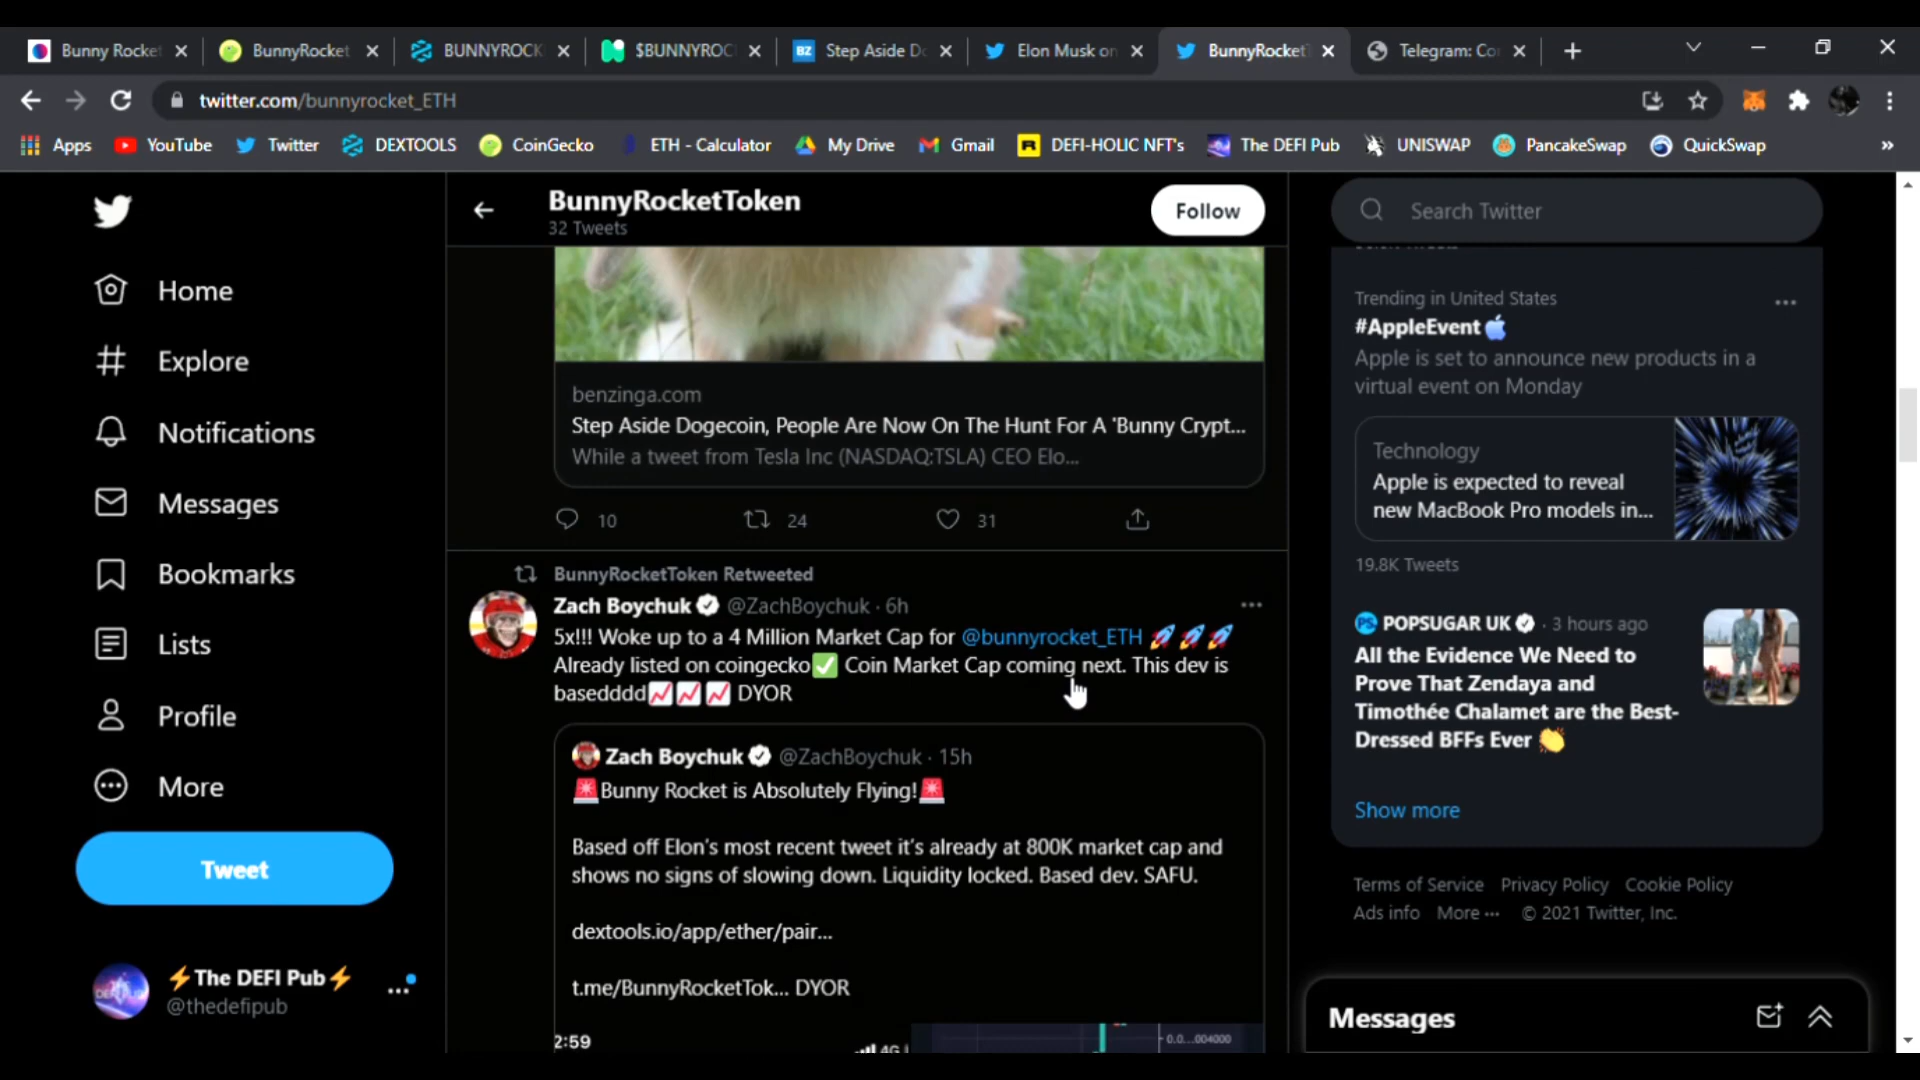 Bunny Rocket
BunnyRocket
BUNNYROCK
$BUNNYROC
BZ
Step Aside D
Elon Musk on
BunnyRocketT
Telegram: Co
twitter.com/bunnyrocket_ETH
Apps
YouTube
Twitter
DEXTOOLS
CoinGecko
ETH - Calculator
My Drive
Gmail
DEFI-HOLIC NFT's
The DEFI Pub
UNISWAP
PancakeSwap
QuickSwap
»
Home
Explore
Notifications
Messages
Bookmarks
Lists
Profile
More
Tweet
⚡The DEFI Pub⚡
@thedefipub
BunnyRocketToken
32 Tweets
Follow
benzinga.com
Step Aside Dogecoin, People Are Now On The Hunt For A 'Bunny Crypt...
While a tweet from Tesla Inc (NASDAQ:TSLA) CEO Elo...
10
24
31
BunnyRocketToken Retweeted
Zach Boychuk @ZachBoychuk · 6h
5x!!! Woke up to a 4 Million Market Cap for @bunnyrocket_ETH 🚀🚀🚀
Already listed on coingecko✅ Coin Market Cap coming next. This dev is
basedddd📈📈📈 DYOR
Zach Boychuk @ZachBoychuk · 15h
🚨Bunny Rocket is Absolutely Flying!🚨
Based off Elon's most recent tweet it's already at 800K market cap and
shows no signs of slowing down. Liquidity locked. Based dev. SAFU.
dextools.io/app/ether/pair...
t.me/BunnyRocketTok... DYOR
2:59
4G
0.0...004000
Search Twitter
Trending in United States
#AppleEvent
Apple is set to announce new products in a
virtual event on Monday
Technology
Apple is expected to reveal
new MacBook Pro models in...
19.8K Tweets
POPSUGAR UK · 3 hours ago
All the Evidence We Need to
Prove That Zendaya and
Timothée Chalamet are the Best-
Dressed BFFs Ever 👏
Show more
Terms of Service Privacy Policy Cookie Policy
Ads info More ··· © 2021 Twitter, Inc.
Messages